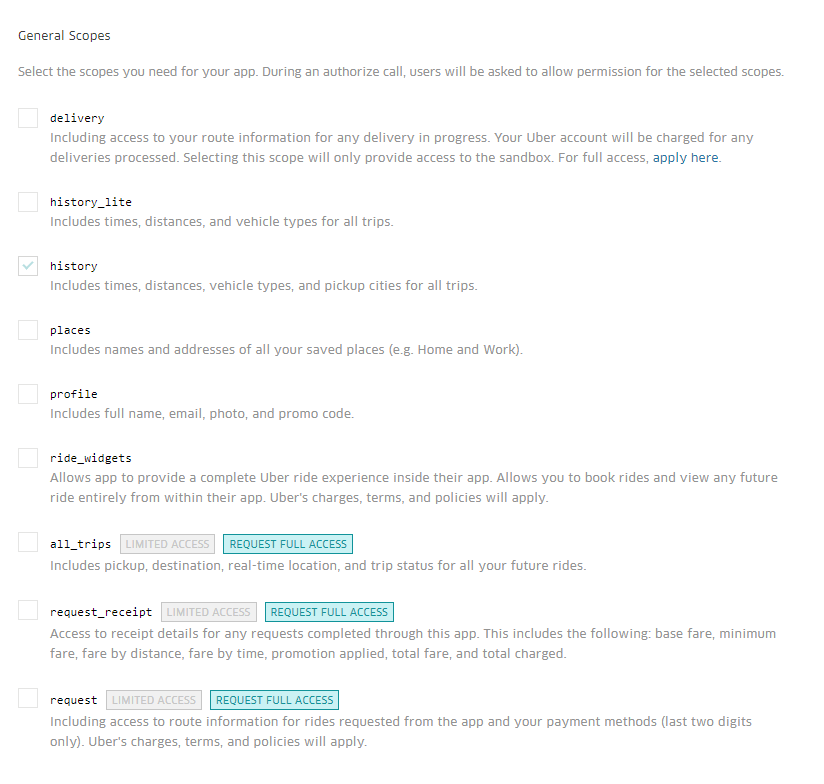 General Scopes
Select the scopes you need for your app. During an authorize call, users will be asked to allow permission for the selected scopes.
delivery
Including access to your route information for any delivery in progress. Your Uber account will be charged for any
deliveries processed. Selecting this scope will only provide access to the sandbox. For full access, apply here.
history_lite
Includes times, distances, and vehicle types for all trips.
history
Includes times, distances, vehicle types, and pickup cities for all trips.
places
Includes names and addresses of all your saved places (e.g. Home and Work).
profile
Includes full name, email, photo, and promo code.
ride_widgets
Allows app to provide a complete Uber ride experience inside their app. Allows you to book rides and view any future
ride entirely from within their app. Uber's charges, terms, and policies will apply.
all_trips LIMITED ACCESS REQUEST FULL ACCESS
Includes pickup, destination, real-time location, and trip status for all your future rides.
request_receipt LIMITED ACCESS REQUEST FULL ACCESS
Access to receipt details for any requests completed through this app. This includes the following: base fare, minimum
fare, fare by distance, fare by time, promotion applied, total fare, and total charged.
request LIMITED ACCESS REQUEST FULL ACCESS
Including access to route information for rides requested from the app and your payment methods (last two digits
only). Uber's charges, terms, and policies will apply.